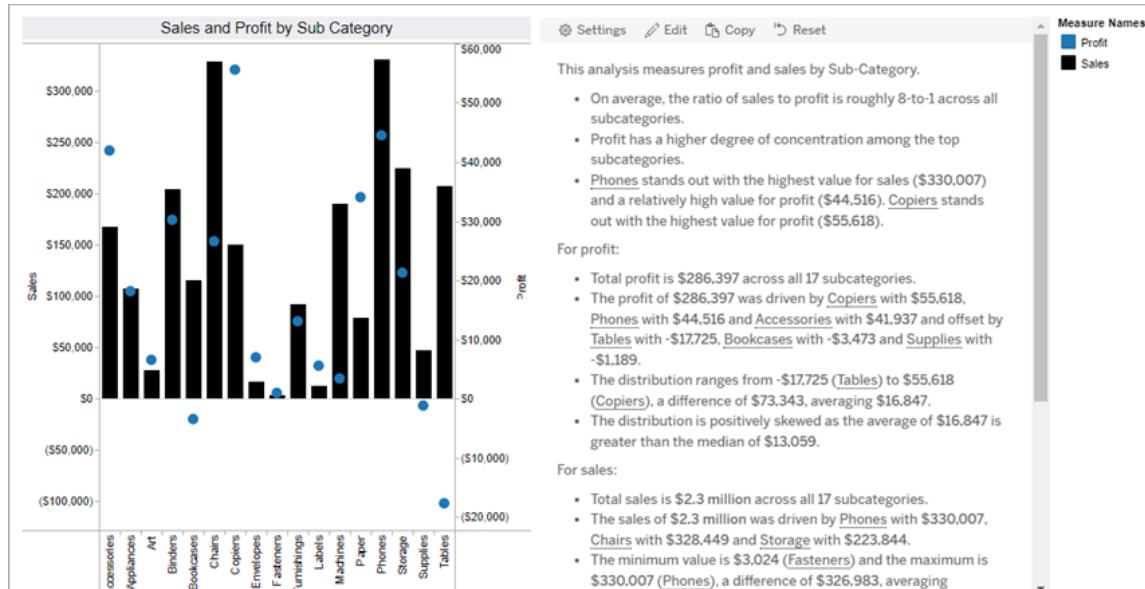 Sales and Profit by Sub Category
$300,000
$250,000
$200,000
$150,000
$100,000
$50,000
$0
($50,000)
($100,000)
Sales
$60,000
$50,000
$40,000
$30,000
$20,000
$10,000
$0
($10,000)
($20,000)
Profit
Appliances
Art
Binders
Bookcases
Chairs
Copiers
Envelopes
Fasteners
Labels
Machines
Paper
Phones
Storage
Supplies
Tables
Settings Edit Copy Reset
This analysis measures profit and sales by Sub-Category.
• On average, the ratio of sales to profit is roughly 8-to-1 across all
subcategories.
• Profit has a higher degree of concentration among the top
subcategories.
• Phones stands out with the highest value for sales ($330,007)
and a relatively high value for profit ($44,516). Copiers stands
out with the highest value for profit ($55,618).
For profit:
• Total profit is $286,397 across all 17 subcategories.
• The profit of $286,397 was driven by Copiers with $55,618,
Phones with $44,516 and Accessories with $41,937 and offset by
Tables with -$17,725, Bookcases with -$3,473 and Supplies with
-$1,189.
• The distribution ranges from -$17,725 (Tables) to $55,618
(Copiers), a difference of $73,343, averaging $16,847.
• The distribution is positively skewed as the average of $16,847 is
greater than the median of $13,059.
For sales:
• Total sales is $2.3 million across all 17 subcategories.
• The sales of $2.3 million was driven by Phones with $330,007,
Chairs with $328,449 and Storage with $223,844.
• The minimum value is $3,024 (Fasteners) and the maximum is
$330,007 (Phones), a difference of $326,983, averaging
Measure Names
Profit
Sales